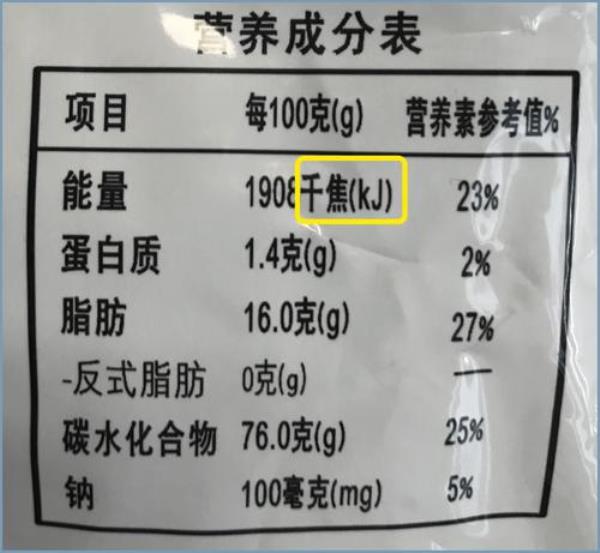 营养成分表
项目 每100克(g) 营养素参考值%
能量 1908千焦(kJ) 23%
蛋白质 1.4克(g) 2%
脂肪 16.0克(g) 27%
-反式脂肪 0克(g) —
碳水化合物 76.0克(g) 25%
钠 100毫克(mg) 5%